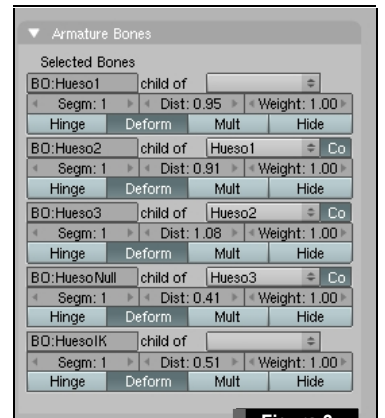 Armature Bones
Selected Bones
BO:Hueso1 child of
Segm: 1 Dist: 0.95 Weight: 1.00
Hinge Deform Mult Hide
BO:Hueso2 child of Hueso1 Co
Segm: 1 Dist: 0.91 Weight: 1.00
Hinge Deform Mult Hide
BO:Hueso3 child of Hueso2 Co
Segm: 1 Dist: 1.08 Weight: 1.00
Hinge Deform Mult Hide
BO:HuesoNull child of Hueso3 Co
Segm: 1 Dist: 0.41 Weight: 1.00
Hinge Deform Mult Hide
BO:HuesoIK child of
Segm: 1 Dist: 0.51 Weight: 1.00
Hinge Deform Mult Hide